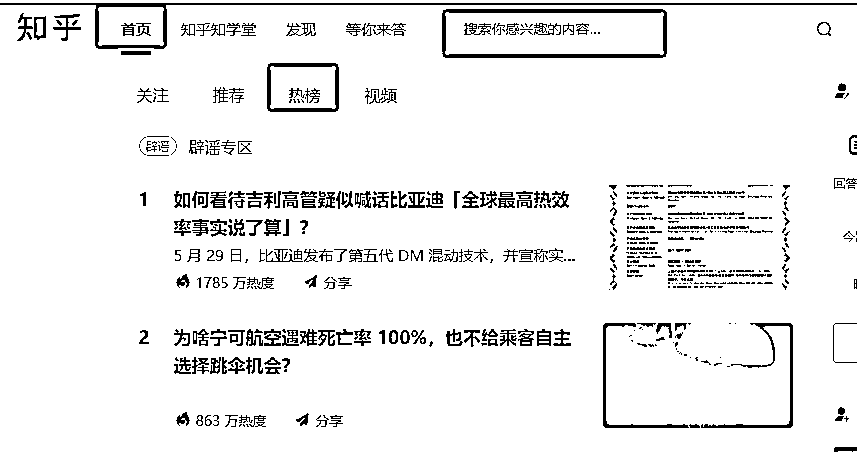 知乎 首页 知乎知学堂 发现 等你来答 搜索你感兴趣的内容...
关注 推荐 热榜 视频
辟谣 辟谣专区
1 如何看待吉利高管疑似喊话比亚迪「全球最高热效
率事实说了算」？
5 月 29 日，比亚迪发布了第五代 DM 混动技术，并宣称实...
1785 万热度 分享
2 为啥宁可航空遇难死亡率 100%，也不给乘客自主
选择跳伞机会？
863 万热度 分享
回答